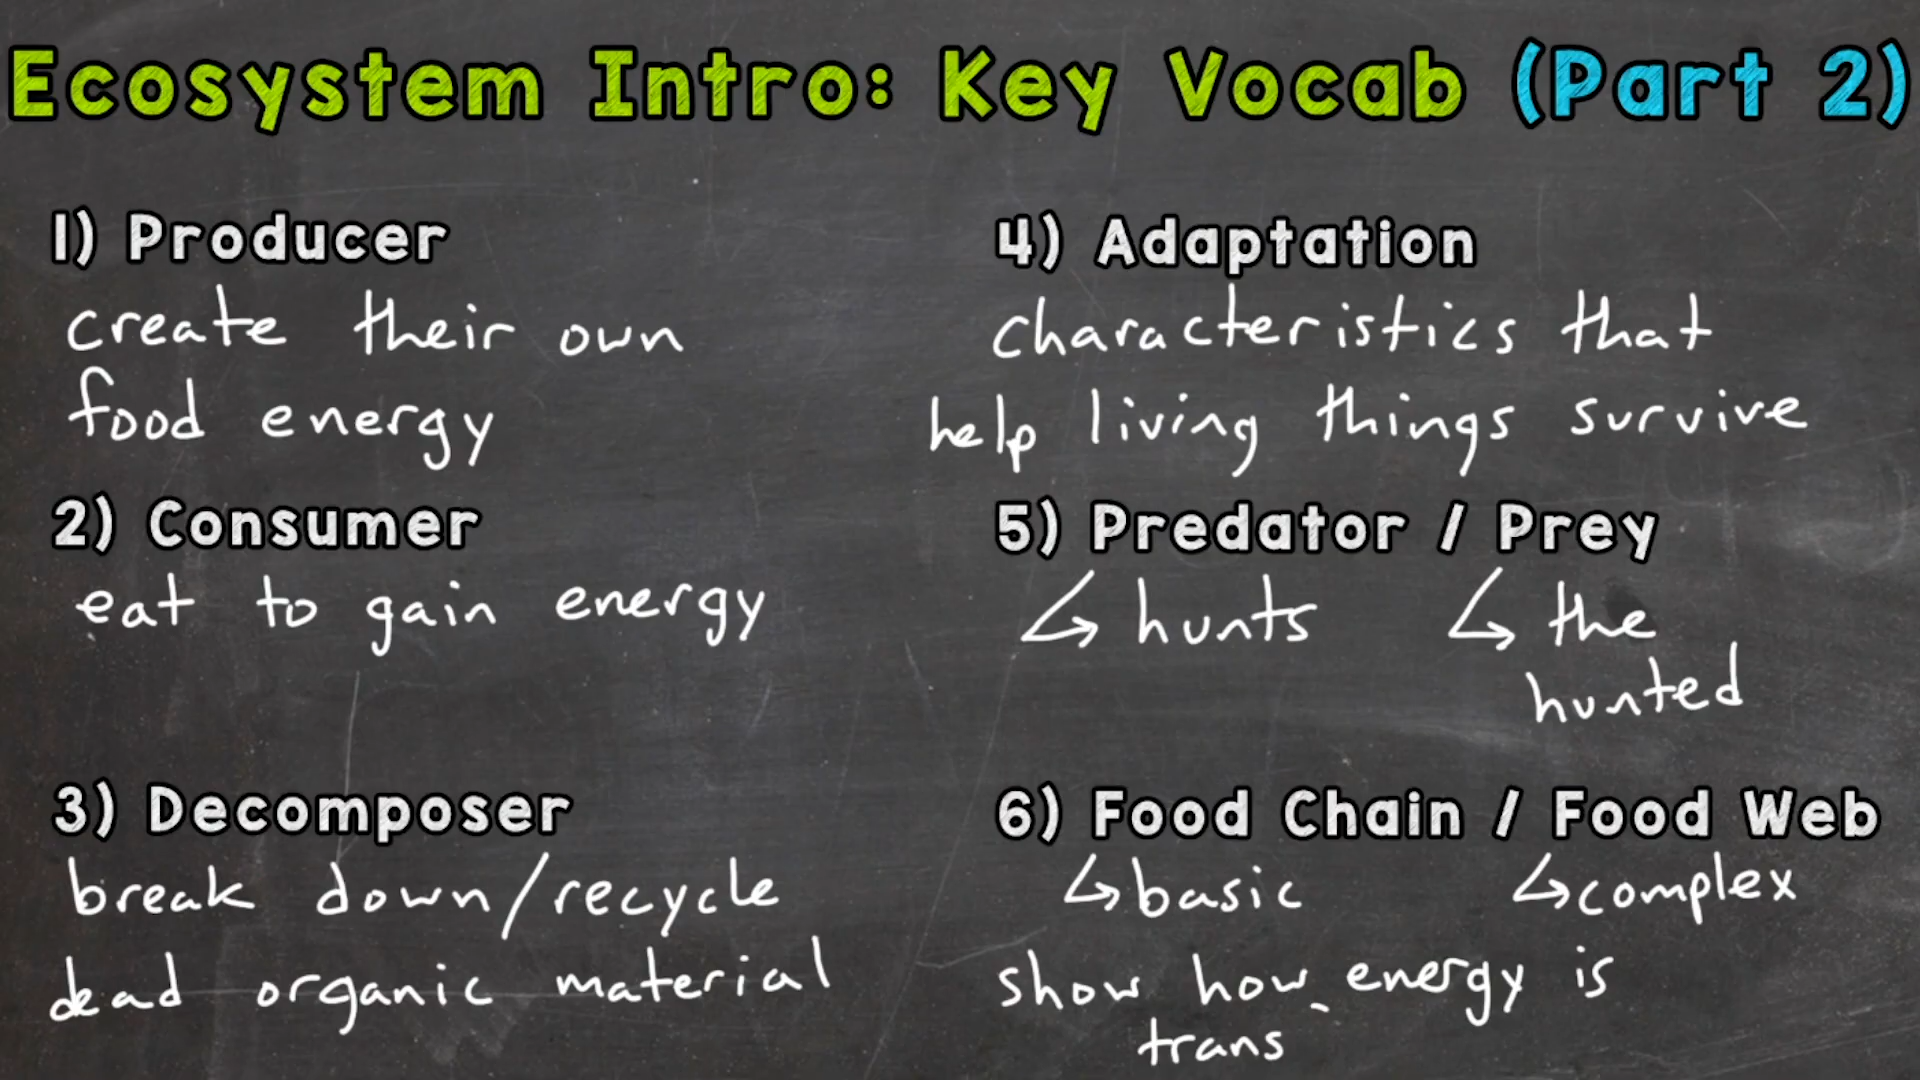 Ecosystem Intro: Key Vocab (Part 2)
1) Producer
create their own
food energy
2) Consumer
eat to gain energy
3) Decomposer
break down/recycle
dead organic material
4) Adaptation
characteristics that
help living things survive
5) Predator / Prey
↳ hunts ↳ the
hunted
6) Food Chain / Food Web
↳ basic ↳ complex
show how energy is
trans